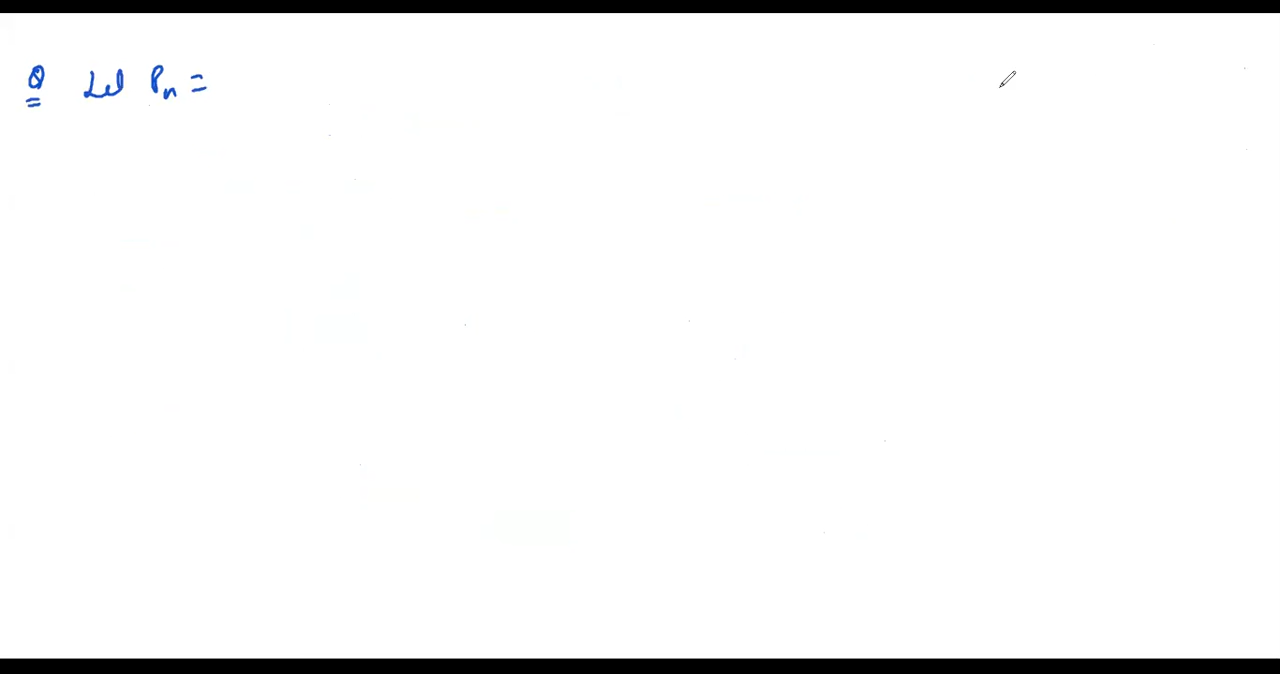 Q Let Pn =